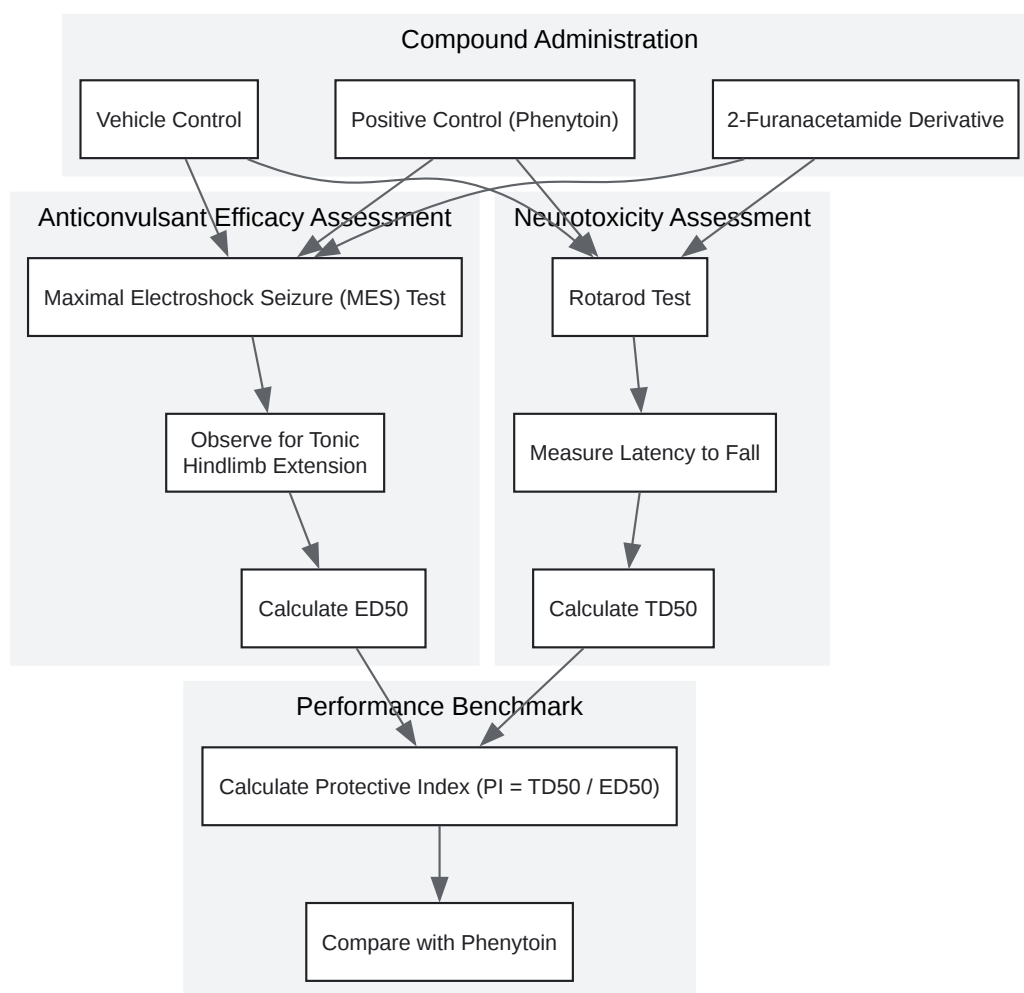 Compound Administration
Vehicle Control
Positive Control (Phenytoin)
2-Furanacetamide Derivative
Anticonvulsant Efficacy Assessment
Neurotoxicity Assessment
Maximal Electroshock Seizure (MES) Test
Rotarod Test
Observe for Tonic
Hindlimb Extension
Measure Latency to Fall
Calculate ED50
Calculate TD50
Performance Benchmark
Calculate Protective Index (PI = TD50 / ED50)
Compare with Phenytoin